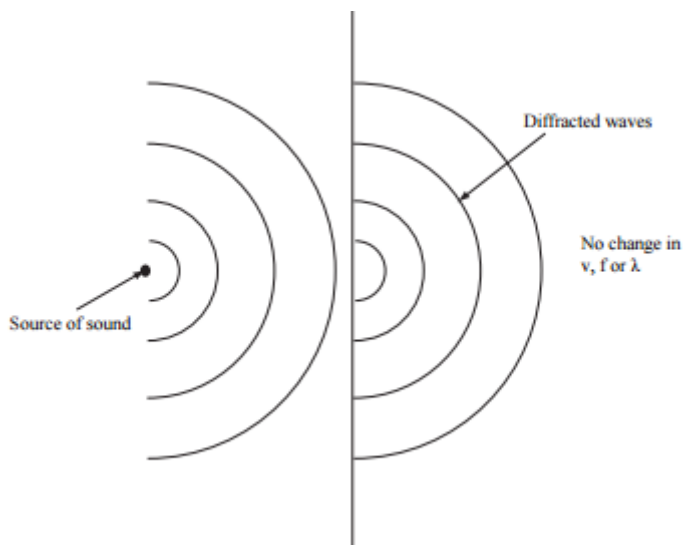 Diffracted waves
No change in
v, f or λ
Source of sound